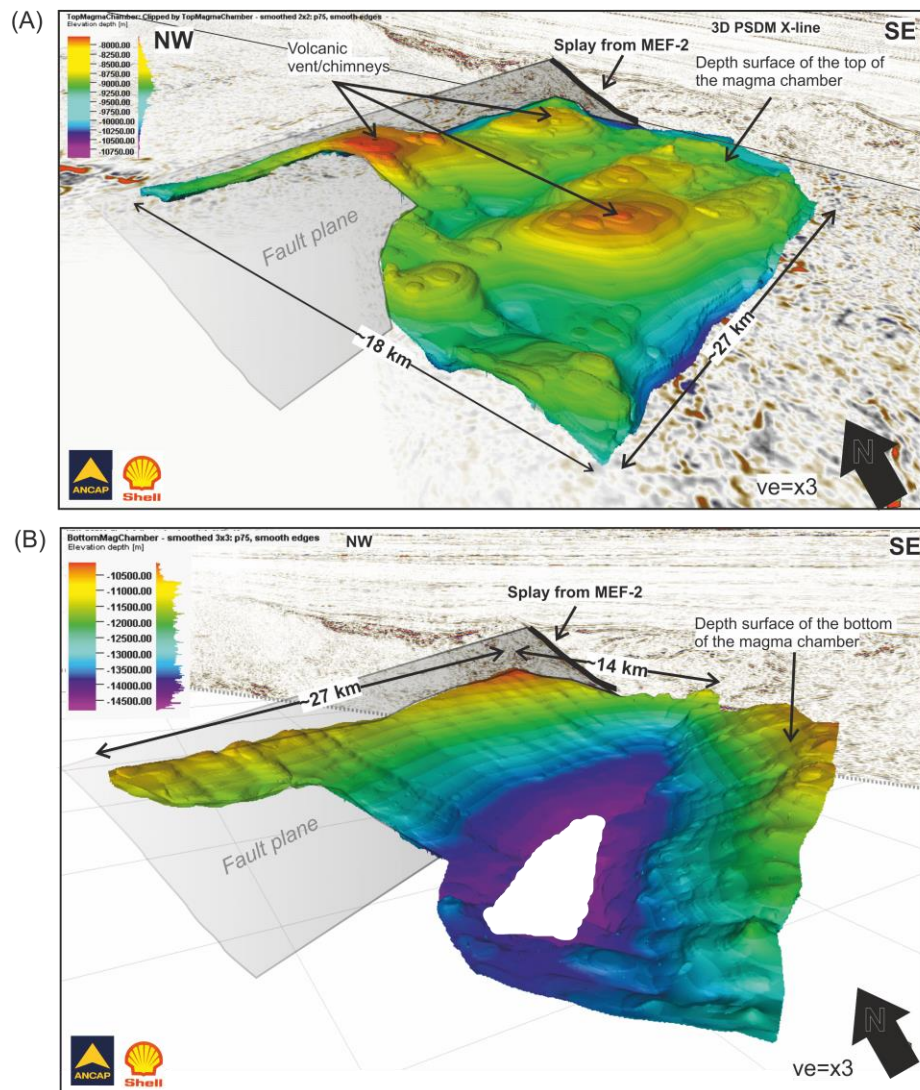 (A)
TopMagmaChamber: Clipped by TopMagmaChamber - smoothed 2x2: p75, smooth edges
Elevation depth [m]
NW
3D PSDM X-line
SE
-8000.00
-8250.00
-8500.00
-8750.00
-9000.00
-9250.00
-9500.00
-9750.00
-10000.00
-10250.00
-10500.00
-10750.00
Volcanic
vent/chimneys
Splay from MEF-2
Depth surface of the top of
the magma chamber
Fault plane
~18 km
~27 km
N
ve=x3
ANCAP
Shell
(B)
BottomMagChamber - smoothed 3x3: p75, smooth edges
Elevation depth [m]
NW
SE
-10500.00
-11000.00
-11500.00
-12000.00
-12500.00
-13000.00
-13500.00
-14000.00
-14500.00
Splay from MEF-2
Depth surface of the bottom
of the magma chamber
~27 km
~14 km
Fault plane
N
ve=x3
ANCAP
Shell